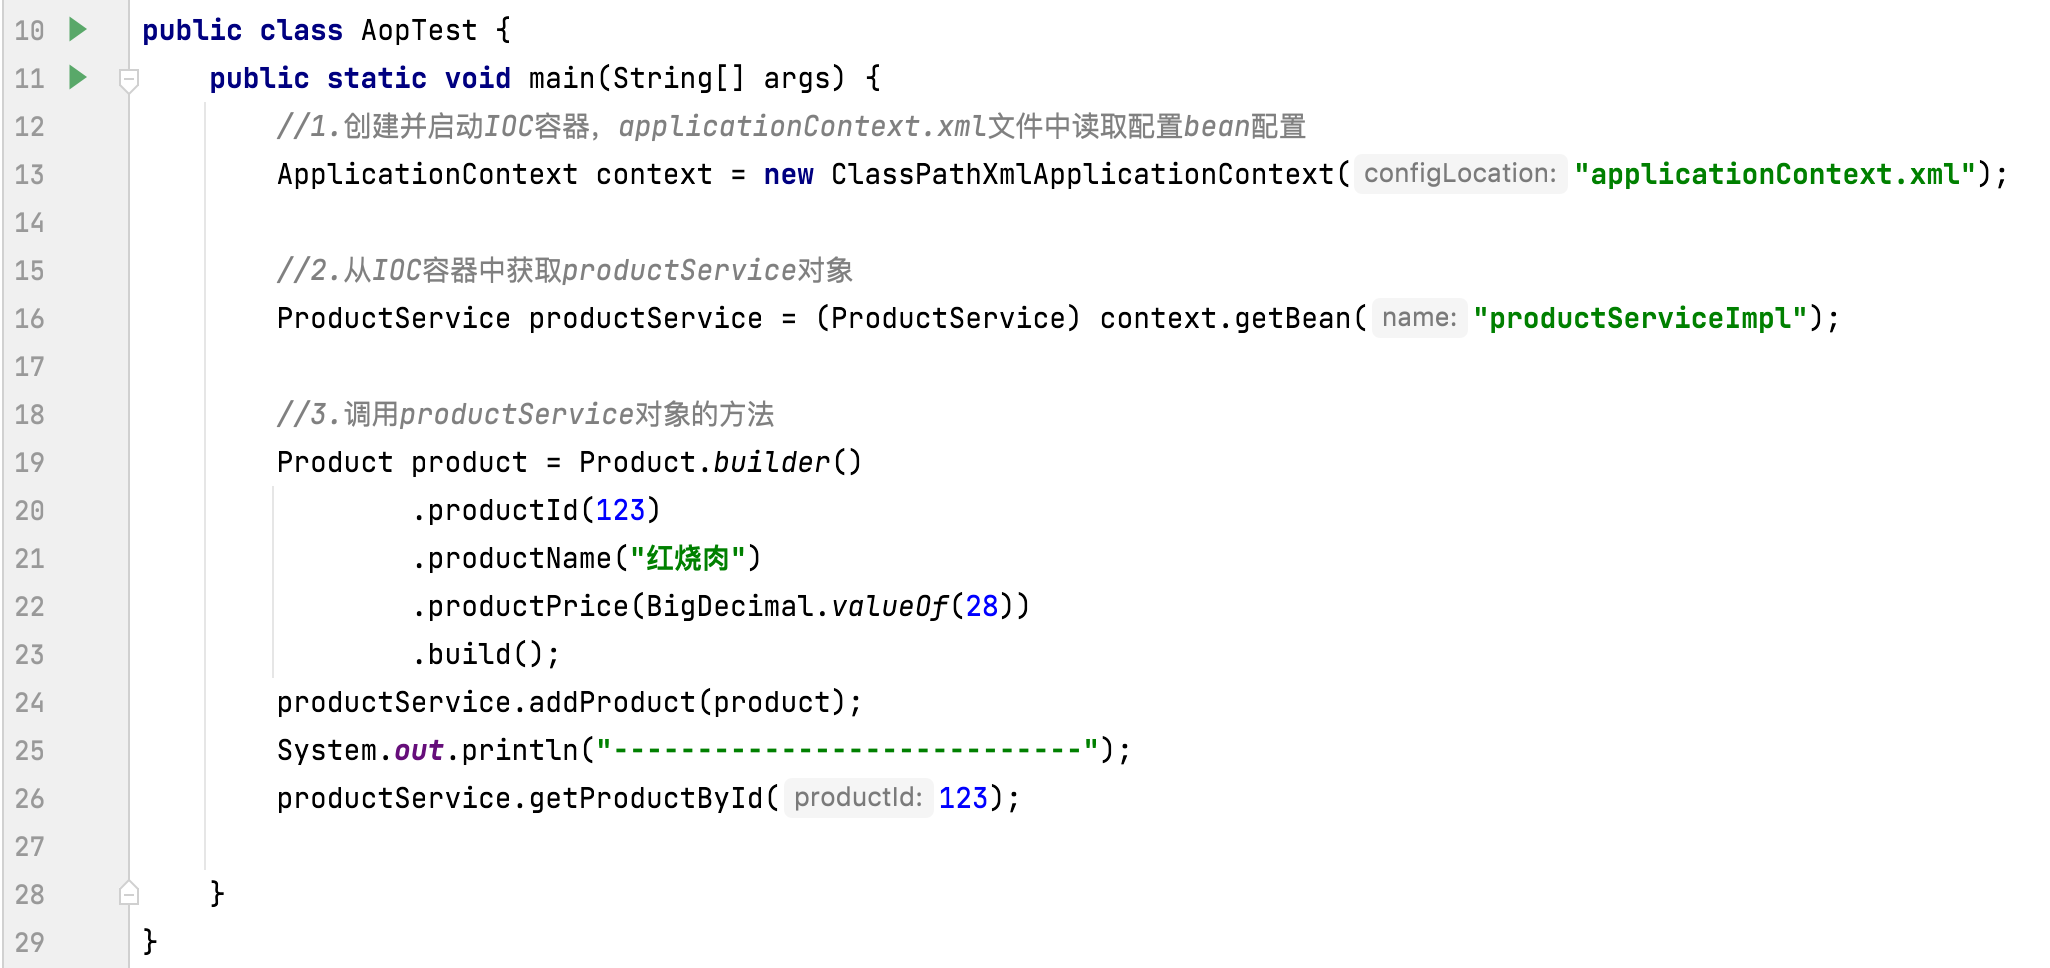 10 public class AopTest {
11 public static void main(String[] args) {
12 //1.创建并启动IOC容器，applicationContext.xml文件中读取配置bean配置
13 ApplicationContext context = new ClassPathXmlApplicationContext( configLocation: "applicationContext.xml");
14
15 //2.从IOC容器中获取productService对象
16 ProductService productService = (ProductService) context.getBean( name: "productServiceImpl");
17
18 //3.调用productService对象的方法
19 Product product = Product.builder()
20 .productId(123)
21 .productName("红烧肉")
22 .productPrice(BigDecimal.valueOf(28))
23 .build();
24 productService.addProduct(product);
25 System.out.println("----------------------------");
26 productService.getProductById( productId: 123);
27
28 }
29 }